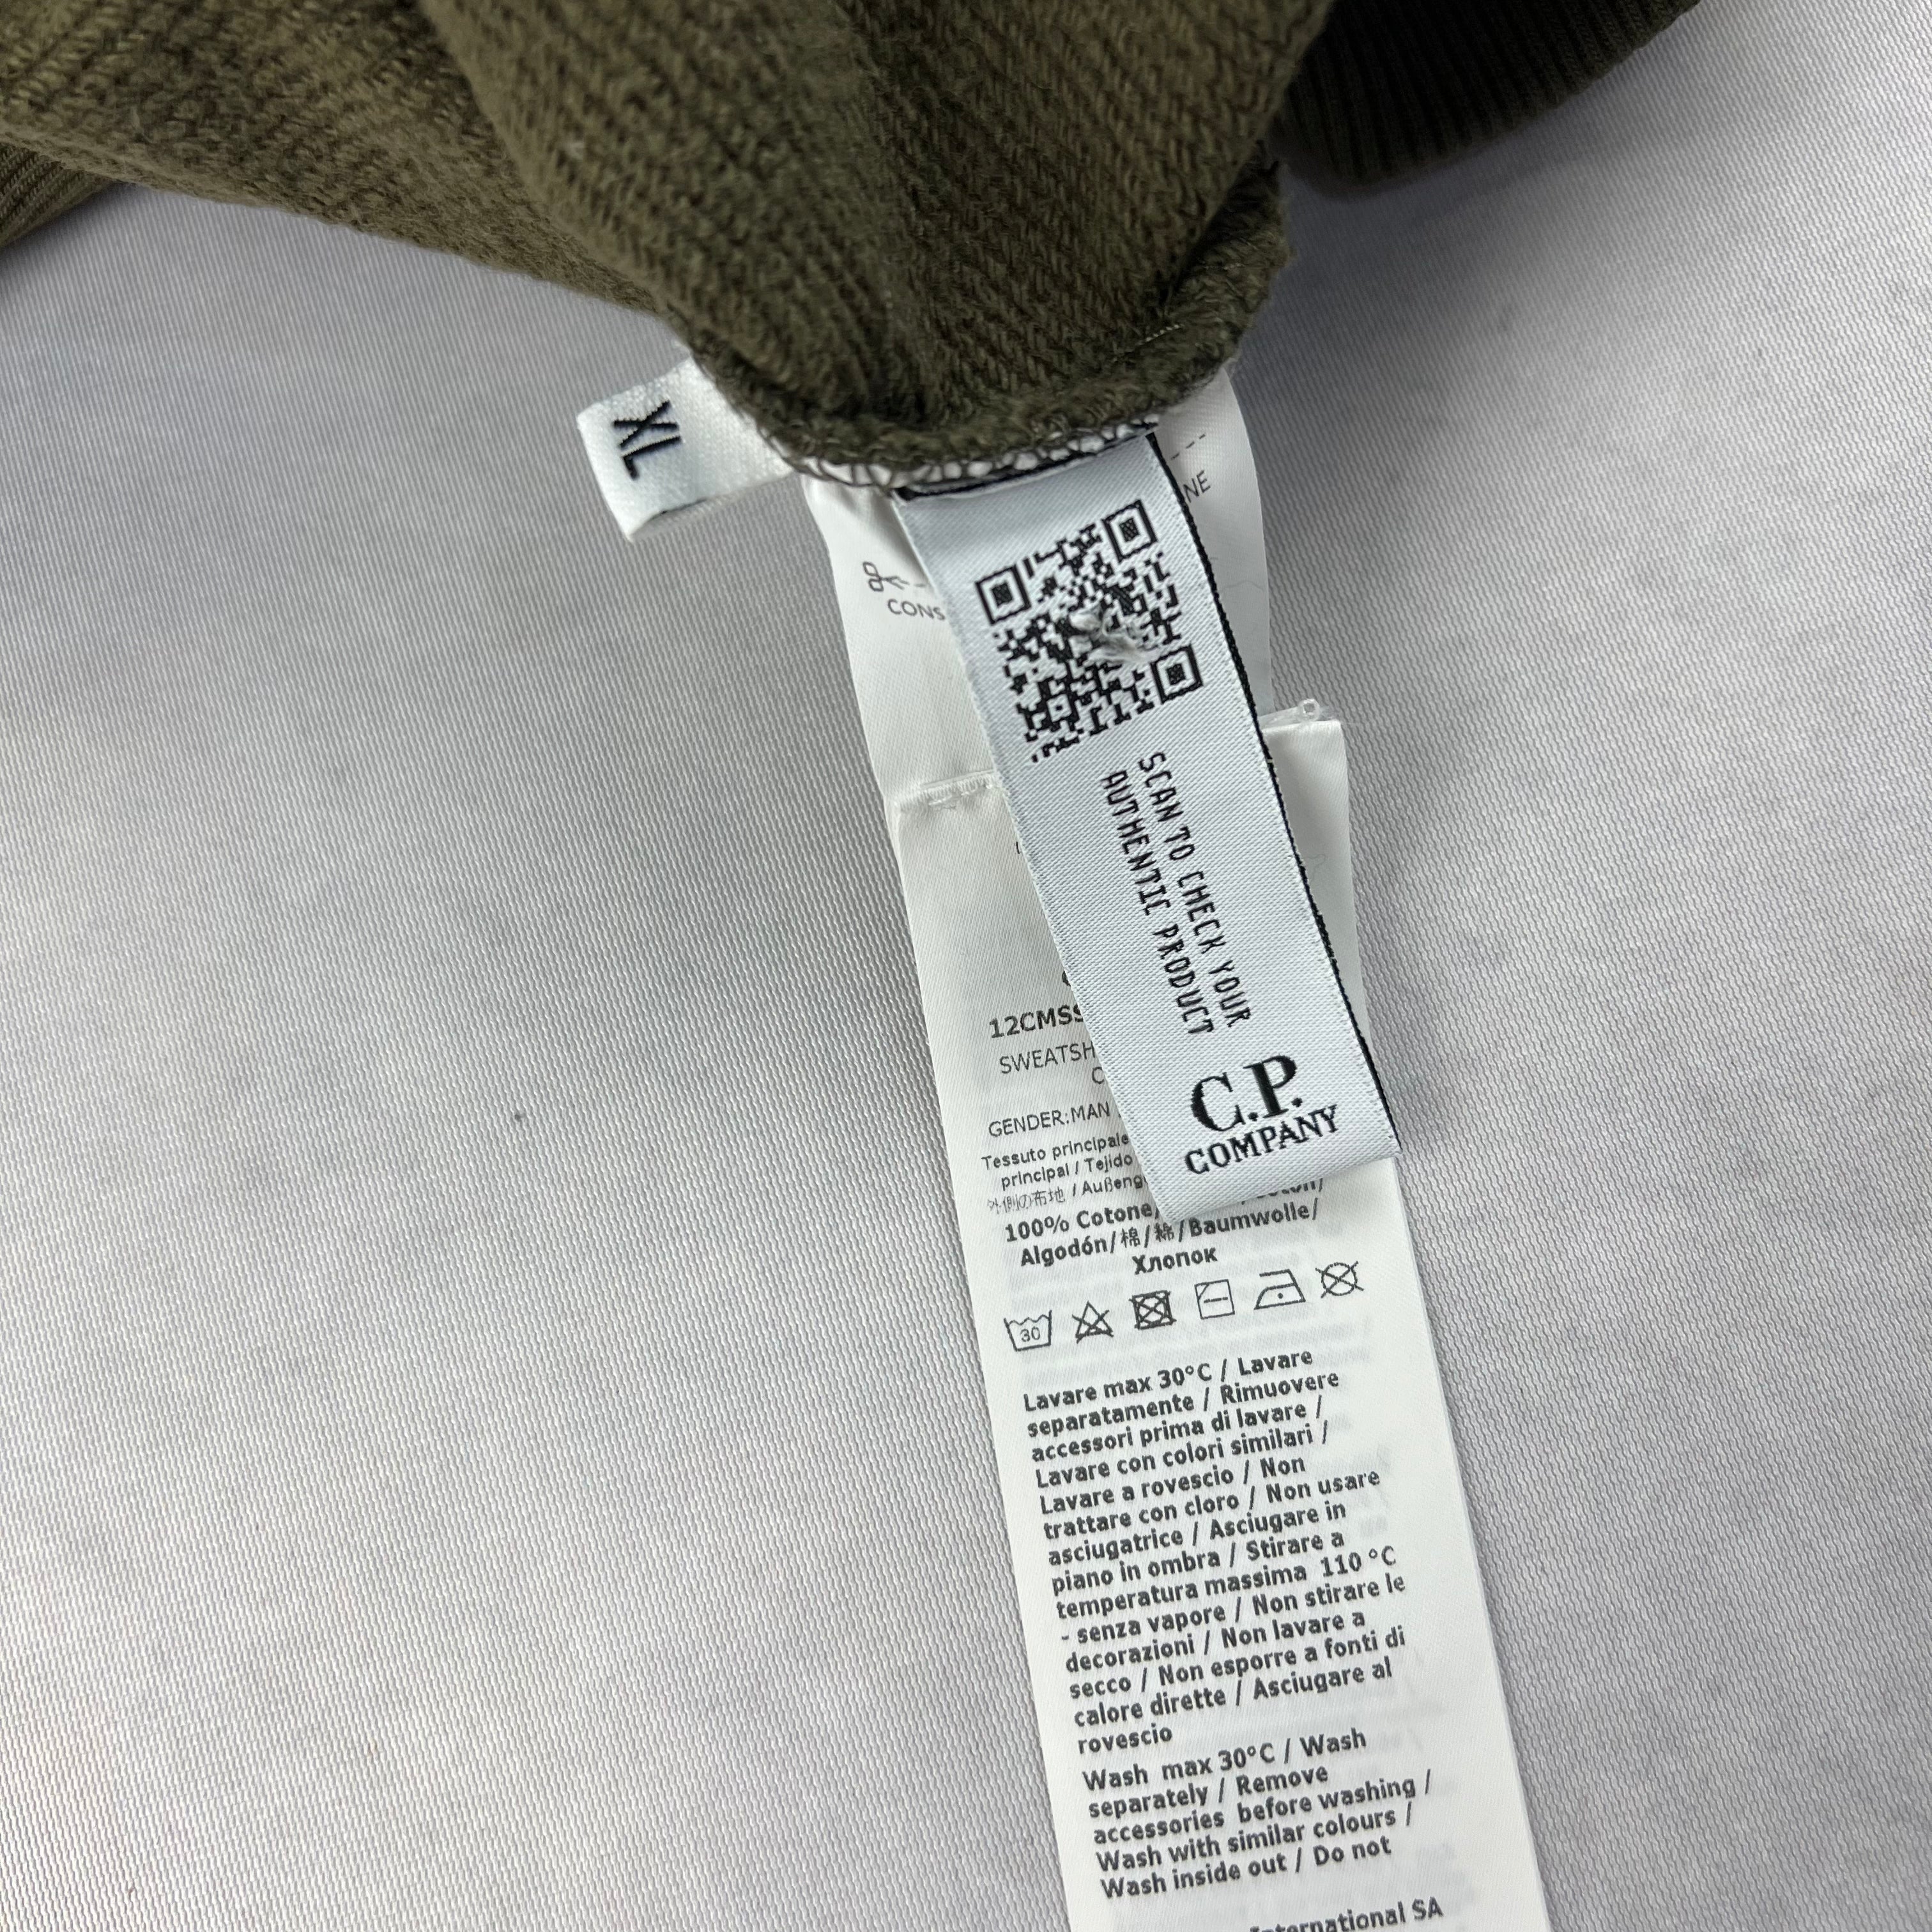 XL
NE
CONS
SCAN TO CHECK YOUR
AUTHENTIC PRODUCT
C.P.
COMPANY
12CMSS
SWEATSH
C
GENDER:MAN
Tessuto principale
principal / Tejido
外側の布地 / Außeng
100% Cotone/
Algodón/棉/綿/Baumwolle/
Хлопок
30
Lavare max 30°C / Lavare
separatamente / Rimuovere
accessori prima di lavare /
Lavare con colori similari /
Lavare a rovescio / Non
trattare con cloro / Non usare
asciugatrice / Asciugare in
piano in ombra / Stirare a
temperatura massima 110 °C
- senza vapore / Non stirare le
decorazioni / Non lavare a
secco / Non esporre a fonti di
calore dirette / Asciugare al
rovescio
Wash max 30°C / Wash
separately / Remove
accessories before washing /
Wash with similar colours /
Wash inside out / Do not
International SA